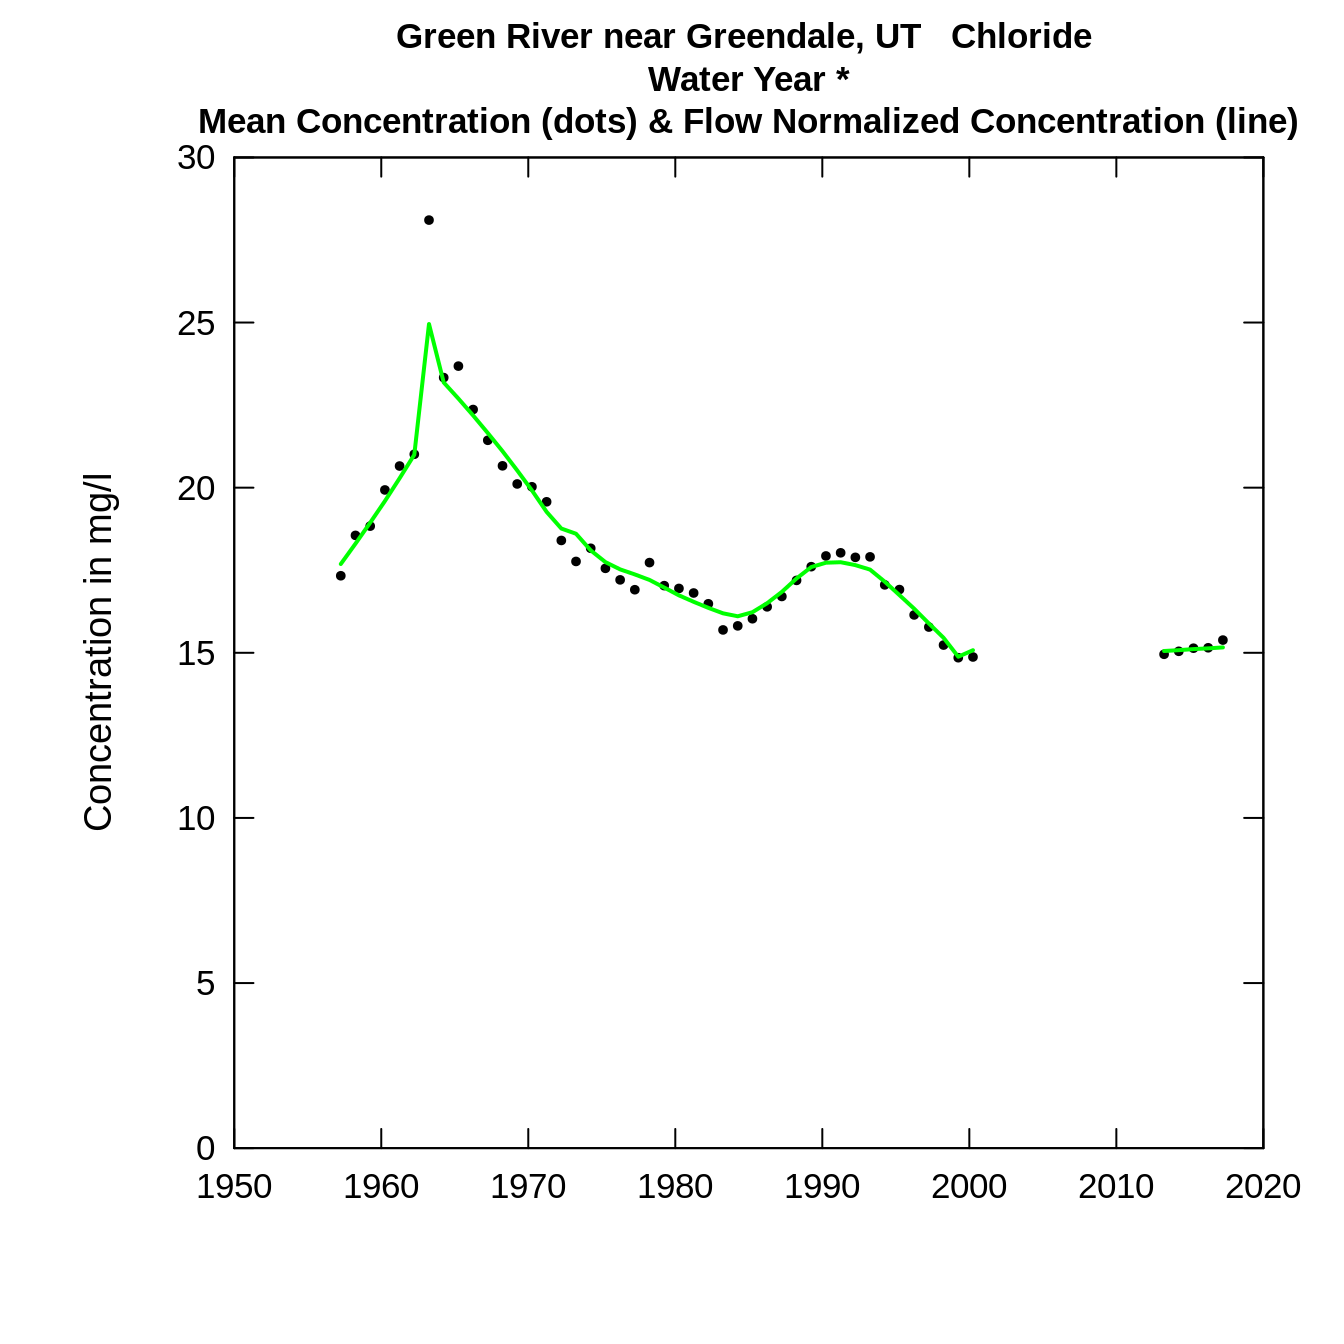 Green River near Greendale, UT   Chloride
Water Year *
Mean Concentration (dots) & Flow Normalized Concentration (line)
30
25
20
15
10
5
0
Concentration in mg/l
1950 1960 1970 1980 1990 2000 2010 2020